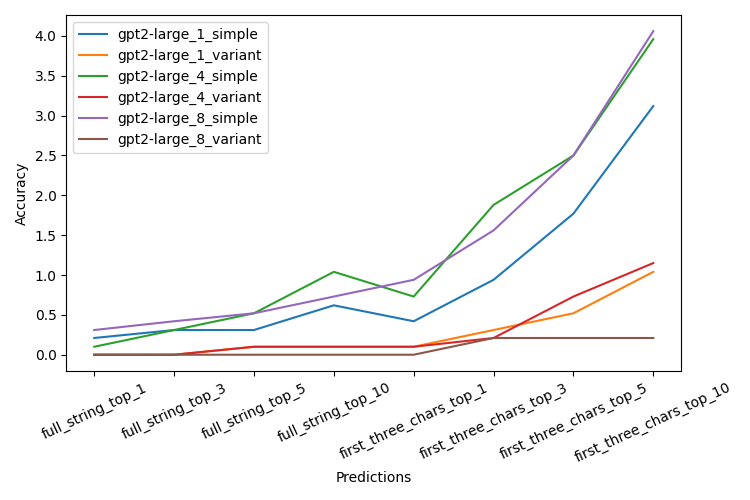 gpt2-large_1_simple
gpt2-large_1_variant
gpt2-large_4_simple
gpt2-large_4_variant
gpt2-large_8_simple
gpt2-large_8_variant
Accuracy
4.0
3.5
3.0
2.5
2.0
1.5
1.0
0.5
0.0
full_string_top_1
full_string_top_3
full_string_top_5
full_string_top_10
first_three_chars_top_1
first_three_chars_top_3
first_three_chars_top_5
first_three_chars_top_10
Predictions